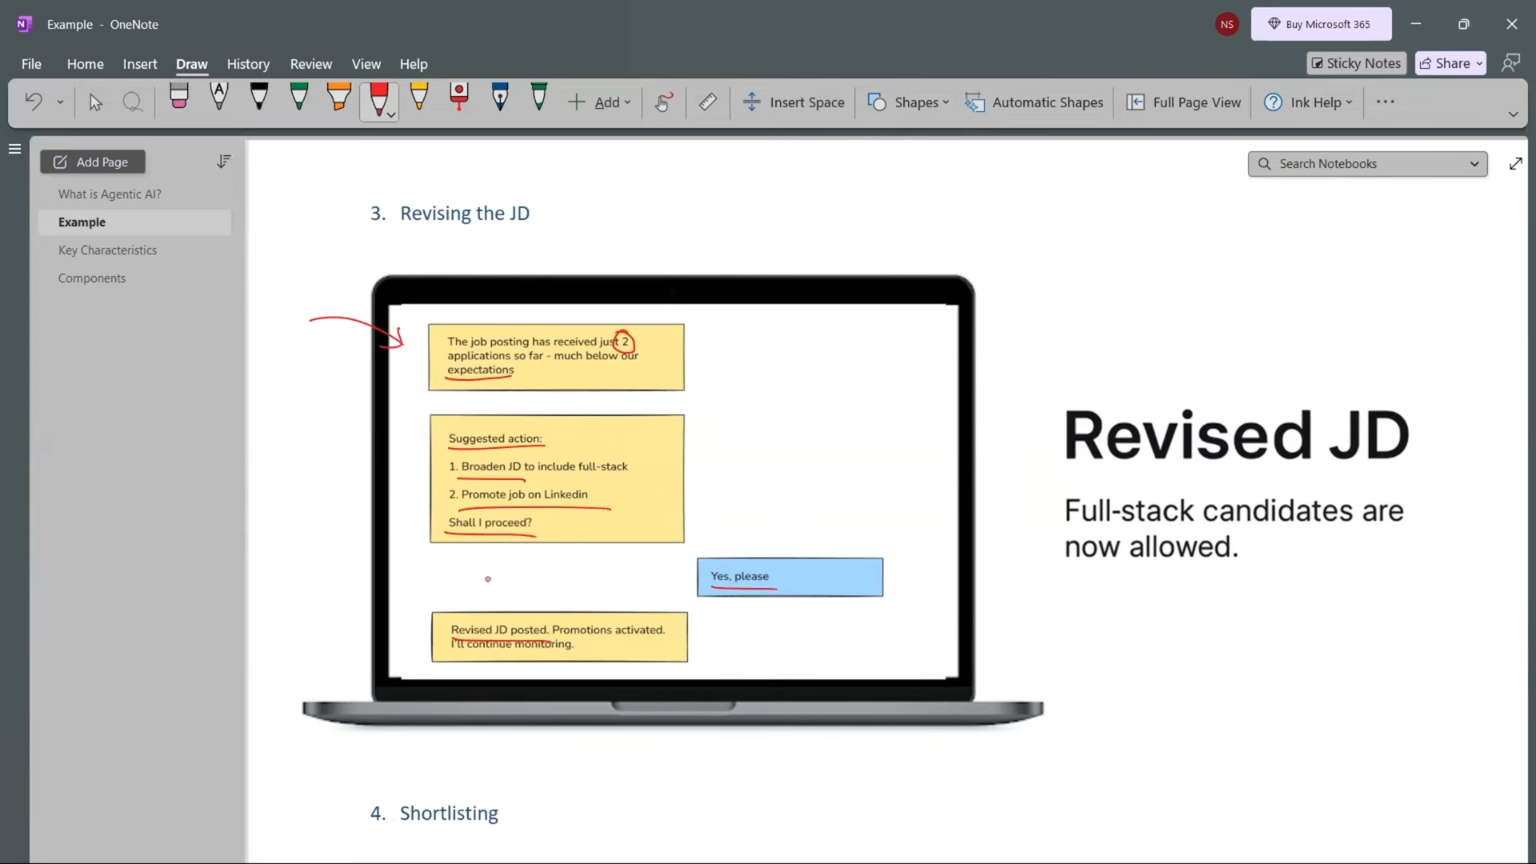 Example - OneNote
NS
Buy Microsoft 365
File Home Insert Draw History Review Help
Sticky Notes
Share
A
Add
Insert Space
Shapes
Automatic Shapes
Full Page View
Ink Help
Add Page
Search Notebooks
What is Agentic AI?
Example
Key Characteristics
Components
3. Revising the JD
The job posting has received just 2
applications so far - much below our
expectations
Suggested action:
1. Broaden JD to include full-stack
2. Promote job on Linkedin
Shall I proceed?
Yes, please
Revised JD posted. Promotions activated.
I'll continue monitoring.
Revised JD
Full-stack candidates are
now allowed.
4. Shortlisting